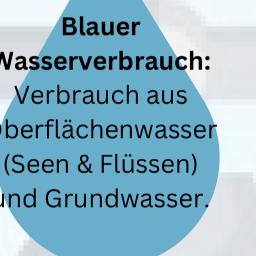 Blauer
Wasserverbrauch:
Verbrauch aus
Oberflächenwasser
(Seen & Flüssen)
und Grundwasser.